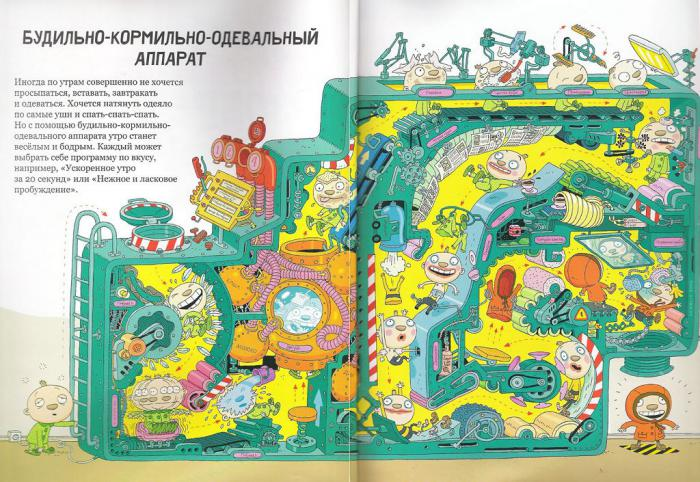 БУДИЛЬНО-КОРМИЛЬНО-ОДЕВАЛЬНЫЙ
АППАРАТ
Иногда по утрам совершенно не хочется
просыпаться, вставать, завтракать
и одеваться. Хочется натянуть одеяло
по самые уши и спать-спать-спать.
Но с помощью будильно-кормильно-
одевального аппарата утро станет
весёлым и бодрым. Каждый может
выбрать себе программу по вкусу,
например, «Ускоренное утро
за 20 секунд» или «Нежное и ласковое
пробуждение».